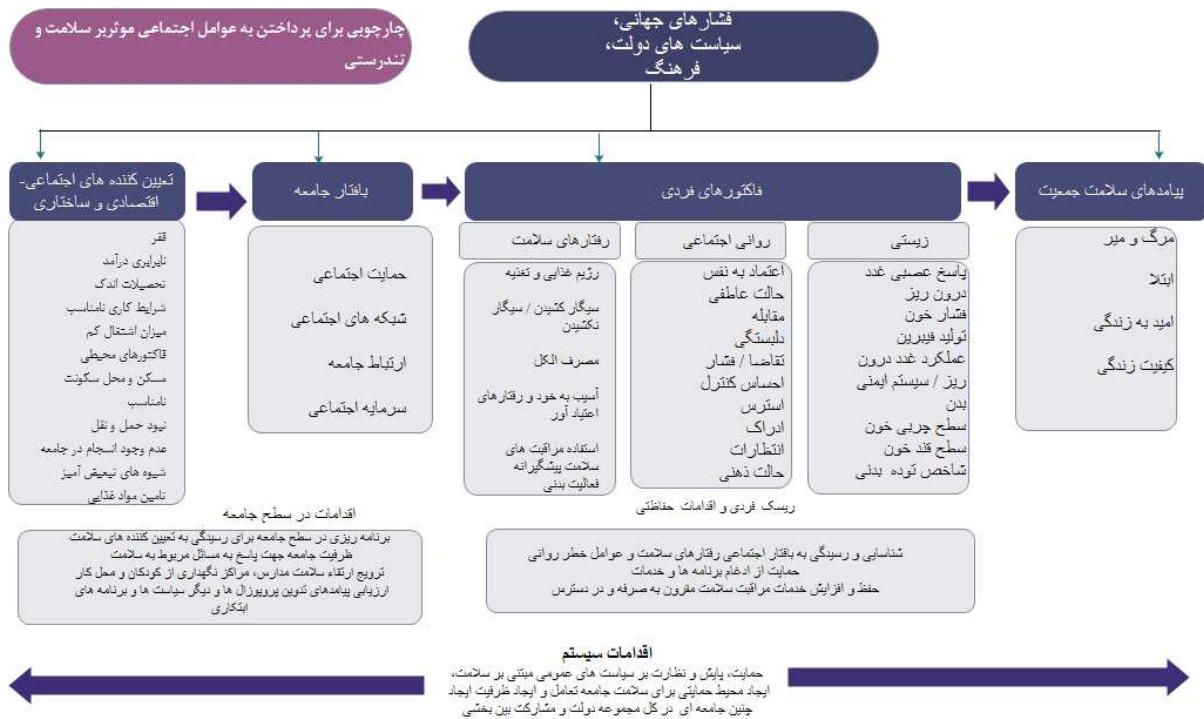 چارچوبی برای پرداختن به عوامل اجتماعی موثربر سلامت و
تندرستی
فشارهای جهانی،
سیاست های دولت،
فرهنگ
تعیین کننده های اجتماعی-
اقتصادی و ساختاری
فقر
نابرابری درآمد
تحصیلات اندک
شرایط کاری نامناسب
میزان اشتغال کم
فاکتورهای محیطی
مسکن و محل سکونت
نامناسب
نبود حمل و نقل
عدم وجود انسجام در جامعه
شیوه های تبعیض آمیز
تامین مواد غذایی
بافتار جامعه
حمایت اجتماعی
شبکه های اجتماعی
ارتباط جامعه
سرمایه اجتماعی
فاکتورهای فردی
رفتارهای سلامت
رژیم غذایی و تغذیه
سیگار کشیدن / سیگار
نکشیدن
مصرف الکل
آسیب به خود و رفتارهای
اعتیاد آور
استفاده مراقبت های
سلامت پیشگیرانه
فعالیت بدنی
روانی اجتماعی
اعتماد به نفس
حالت عاطفی
مقابله
دلبستگی
تقاضا / فشار
احساس کنترل
استرس
ادراک
انتظارات
حالت ذهنی
زیستی
پاسخ عصبی غدد
درون ریز
فشار خون
تولید فیبرین
عملکرد غدد درون
ریز / سیستم ایمنی
بدن
سطح چربی خون
سطح قند خون
شاخص توده بدنی
پیامدهای سلامت جمعیت
مرگ و میر
ابتلا
امید به زندگی
کیفیت زندگی
اقدامات در سطح جامعه
برنامه ریزی در سطح جامعه برای رسیدگی به تعیین کننده های سلامت
ظرفیت جامعه جهت پاسخ به مسائل مربوط به سلامت
ترویج ارتقاء سلامت مدارس، مراکز نگهداری از کودکان و محل کار
ارزیابی پیامدهای تدوین پروپوزال ها و دیگر سیاست ها و برنامه های
ابتکاری
ریسک فردی و اقدامات حفاظتی
شناسایی و رسیدگی به بافتار اجتماعی رفتارهای سلامت و عوامل خطر روانی
حمایت از ادغام برنامه ها و خدمات
حفظ و افزایش خدمات مراقبت سلامت مقرون به صرفه و در دسترس
اقدامات سیستم
حمایت، پایش و نظارت بر سیاست های عمومی مبتنی بر سلامت،
ایجاد محیط حمایتی برای سلامت جامعه تعامل و ایجاد ظرفیت ایجاد
چنین جامعه ای در کل مجموعه دولت و مشارکت بین بخشی